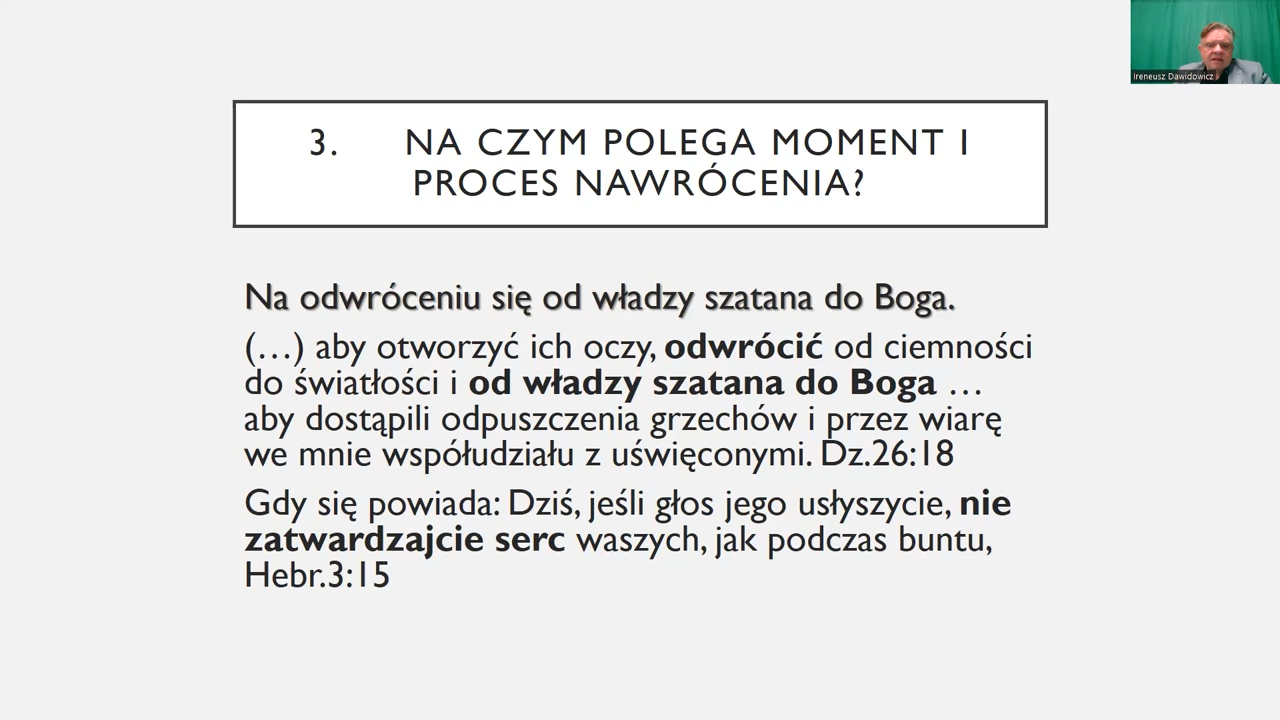 Ireneusz Dawidowicz
3. NA CZYM POLEGA MOMENT I
PROCES NAWRÓCENIA?
Na odwróceniu się od władzy szatana do Boga.
(…) aby otworzyć ich oczy, odwrócić od ciemności
do światłości i od władzy szatana do Boga …
aby dostąpili odpuszczenia grzechów i przez wiarę
we mnie współudziału z uświęconymi. Dz.26:18
Gdy się powiada: Dziś, jeśli głos jego usłyszycie, nie
zatwardzajcie serc waszych, jak podczas buntu,
Hebr.3:15